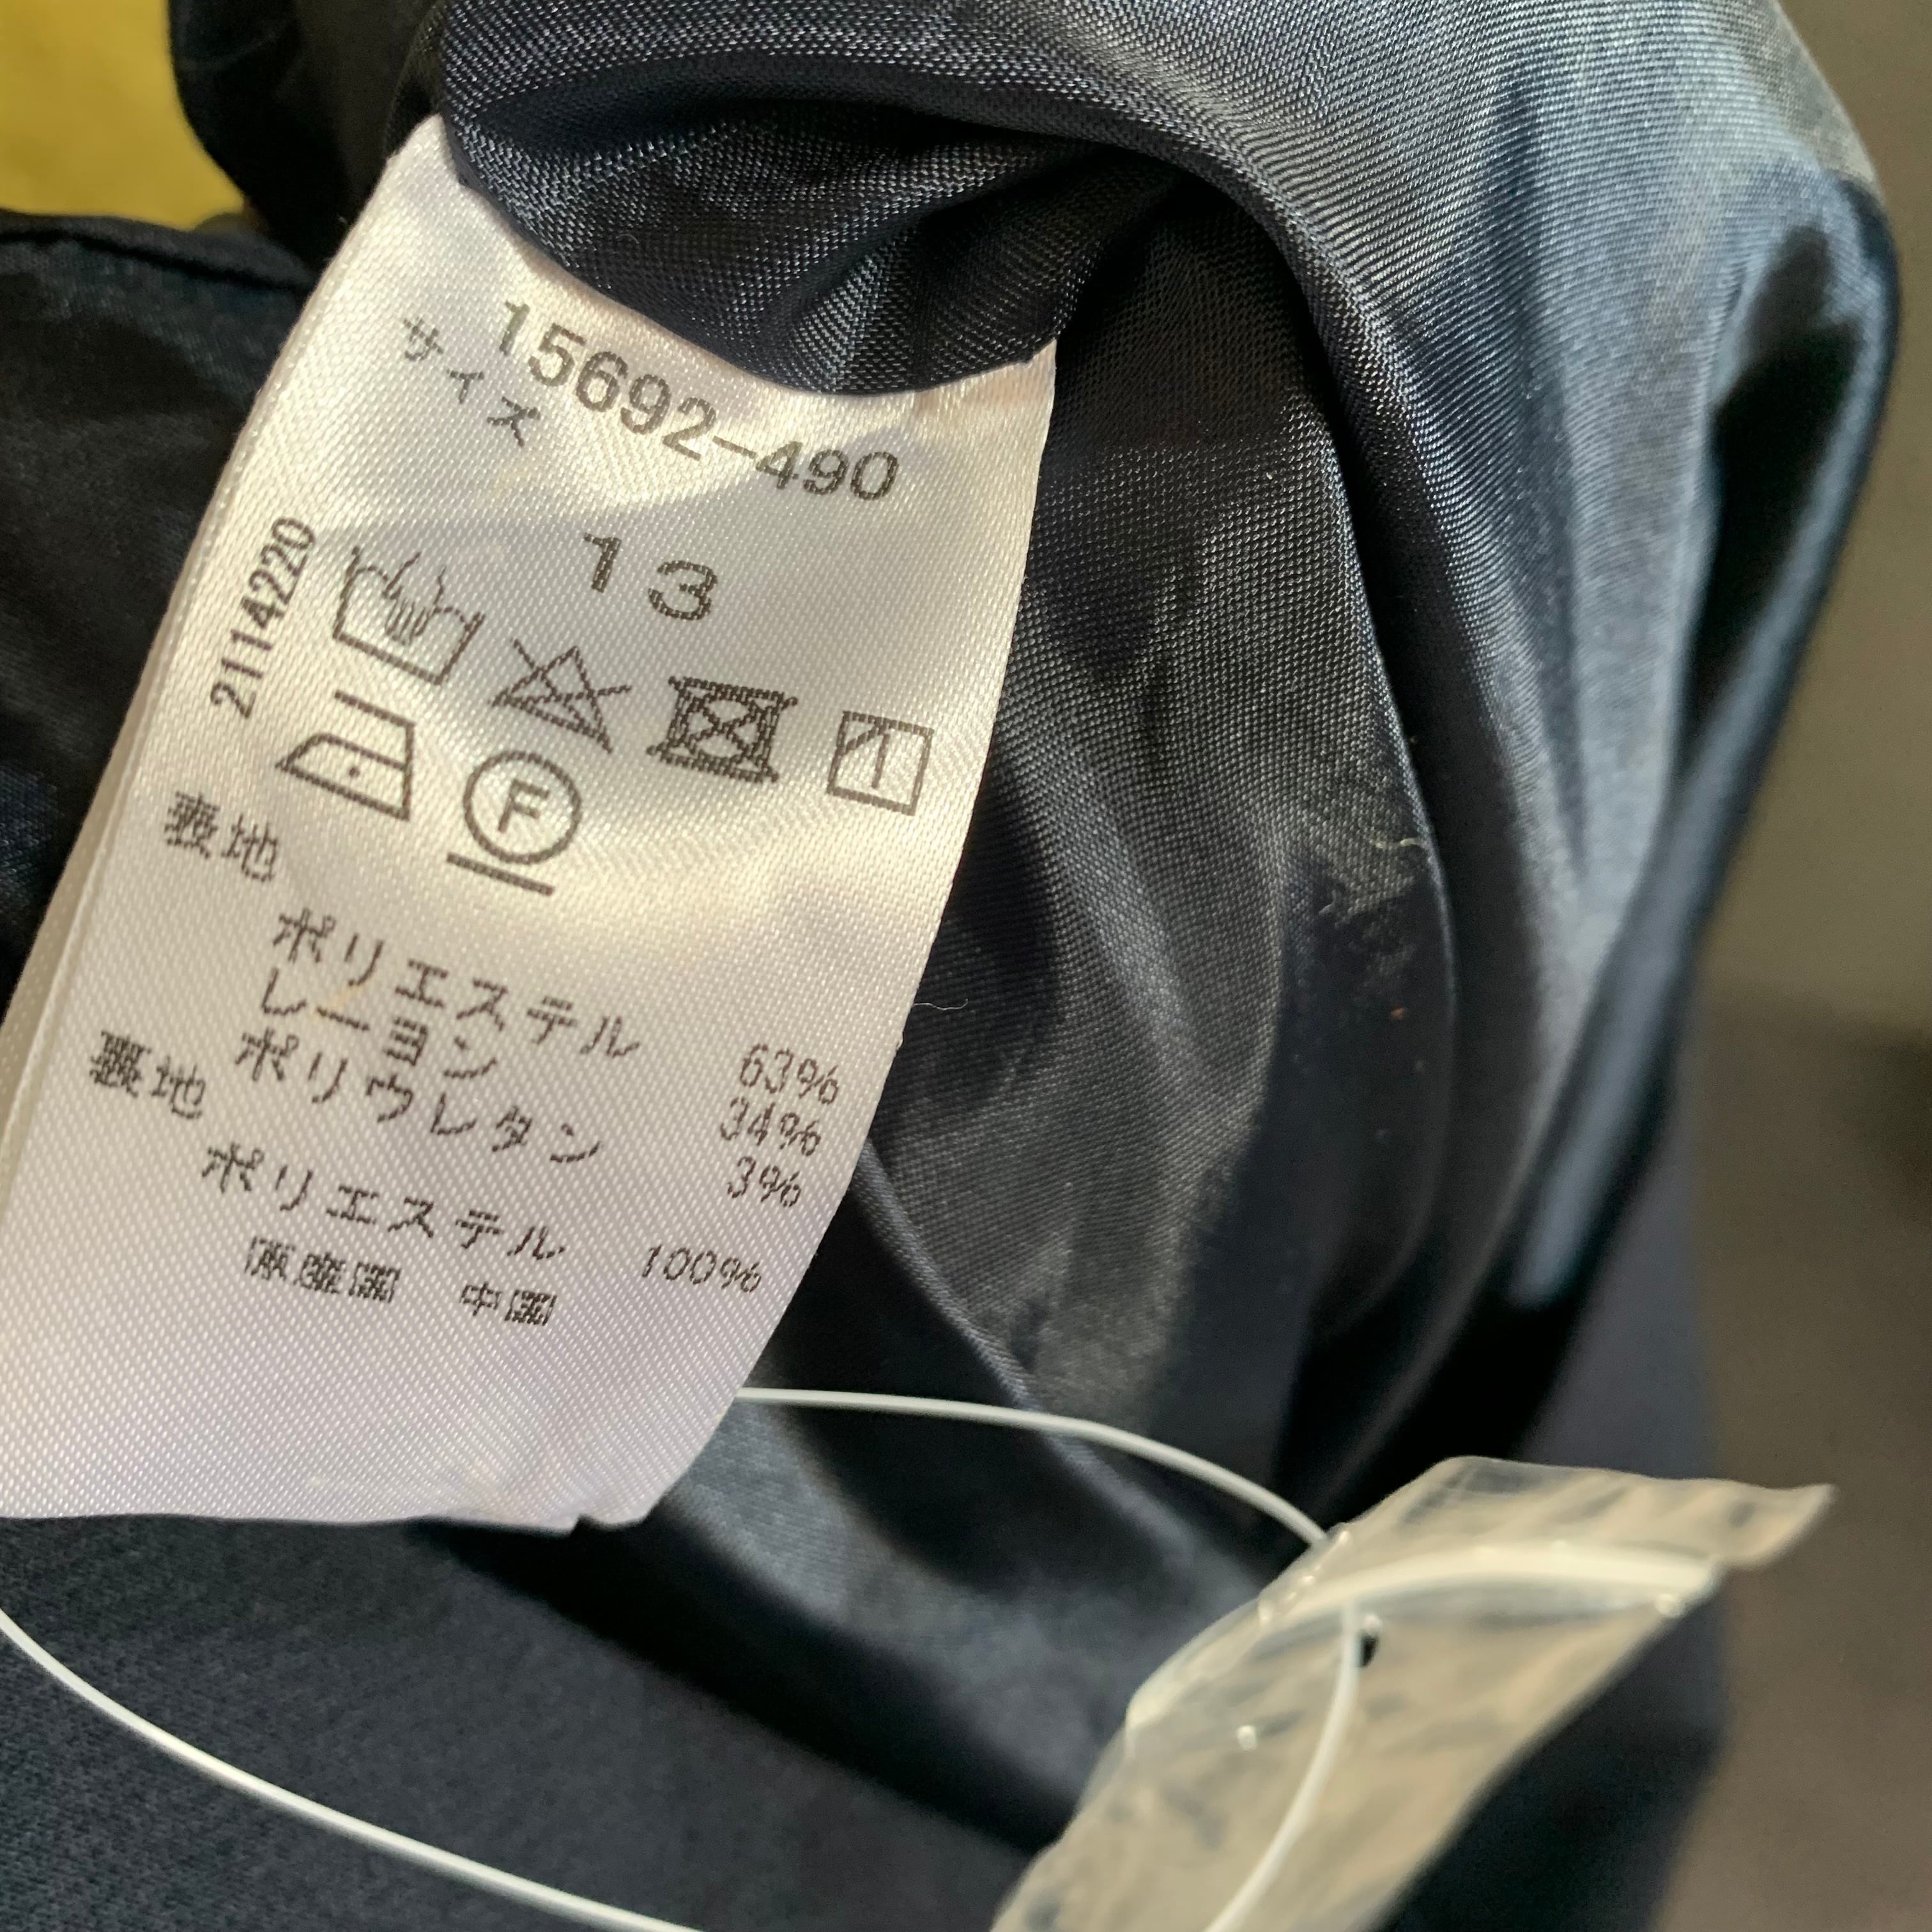 15692-490
サイズ
13
2114220
F
表地
ポリエステル 63%
レーヨン 34%
ポリウレタン 3%
裏地
ポリエステル 100%
原産国 中国